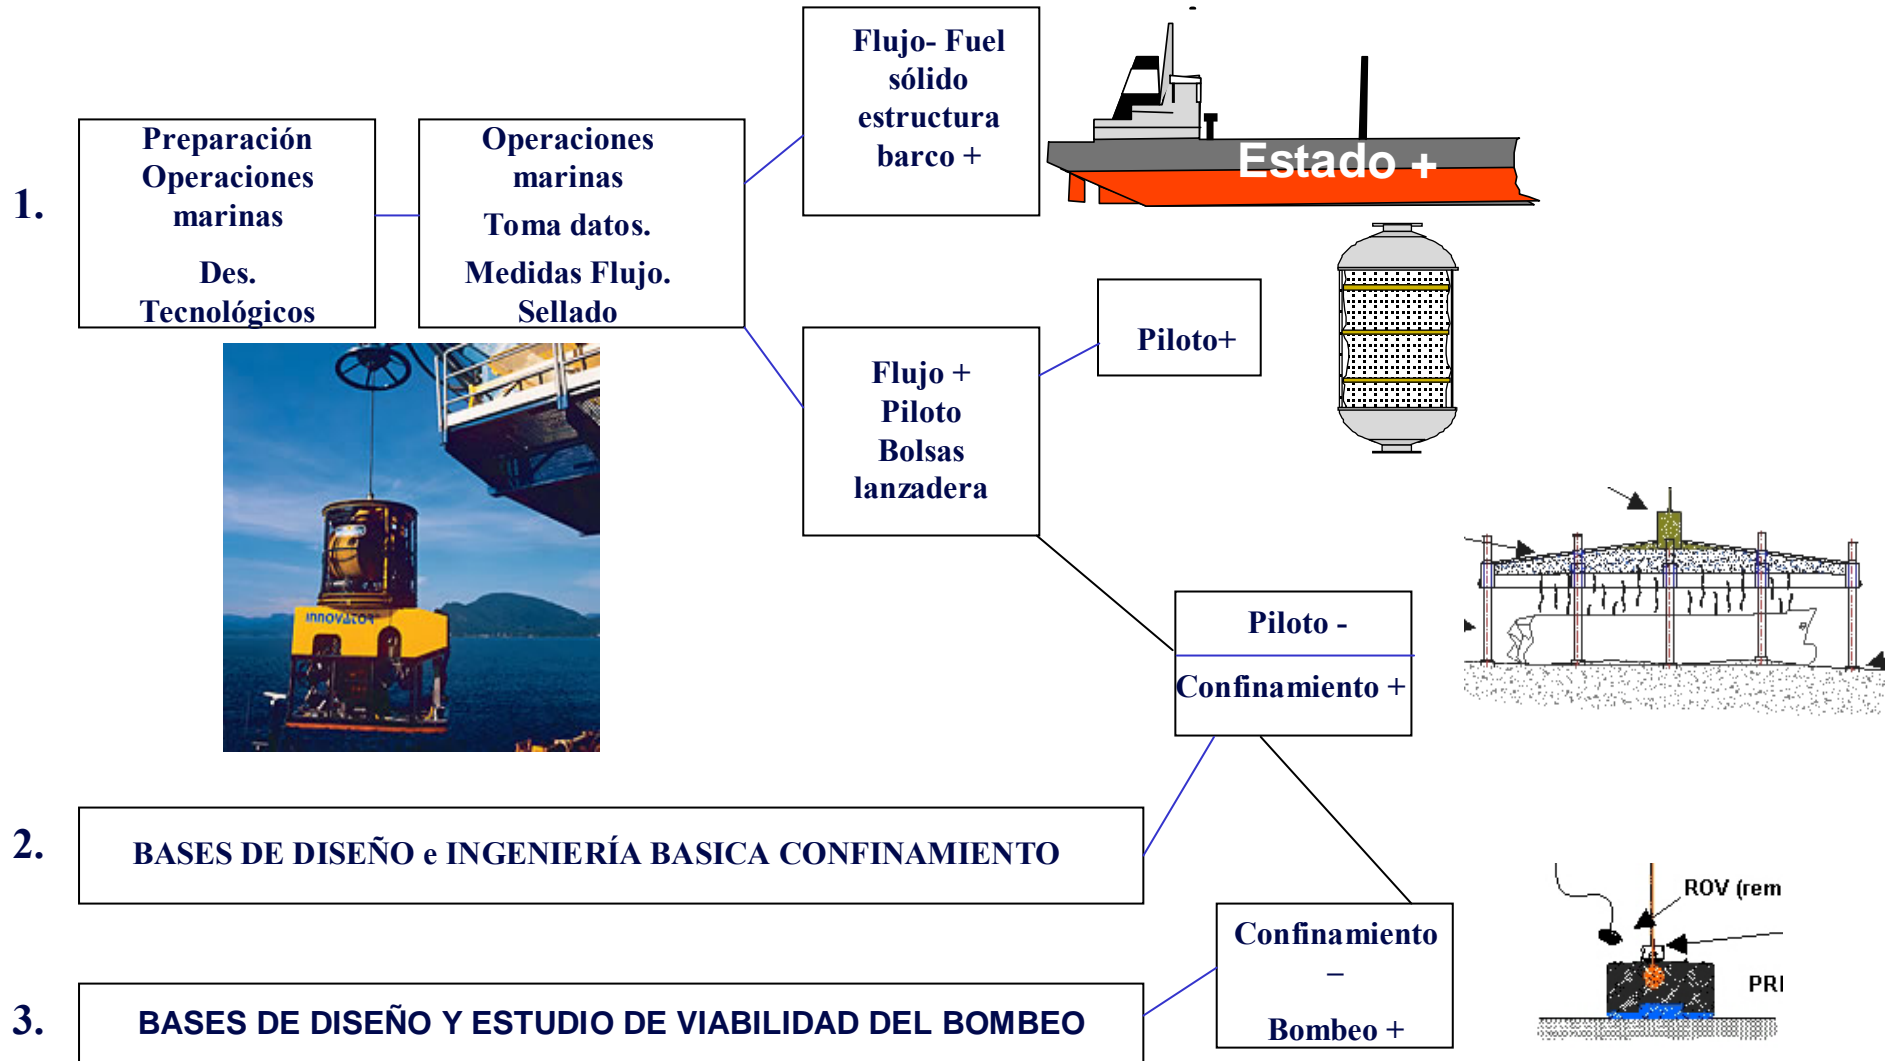 1.
Preparación
Operaciones
marinas
Des.
Tecnológicos
Operaciones
marinas
Toma datos.
Medidas Flujo.
Sellado
Flujo- Fuel
sólido
estructura
barco +
Estado +
Flujo +
Piloto
Bolsas
lanzadera
Piloto+
INNOVATOR
Piloto -
Confinamiento +
2.
BASES DE DISEÑO e INGENIERÍA BASICA CONFINAMIENTO
Confinamiento
–
Bombeo +
ROV (rem
PRI
3.
BASES DE DISEÑO Y ESTUDIO DE VIABILIDAD DEL BOMBEO